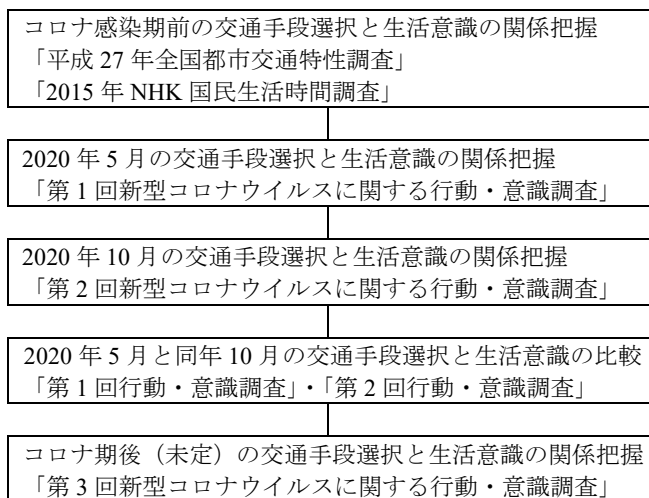 コロナ感染期前の交通手段選択と生活意識の関係把握
「平成 27 年全国都市交通特性調査」
「2015 年 NHK 国民生活時間調査」
2020 年 5 月の交通手段選択と生活意識の関係把握
「第 1 回新型コロナウイルスに関する行動・意識調査」
2020 年 10 月の交通手段選択と生活意識の関係把握
「第 2 回新型コロナウイルスに関する行動・意識調査」
2020 年 5 月と同年 10 月の交通手段選択と生活意識の比較
「第 1 回行動・意識調査」・「第 2 回行動・意識調査」
コロナ期後（未定）の交通手段選択と生活意識の関係把握
「第 3 回新型コロナウイルスに関する行動・意識調査」